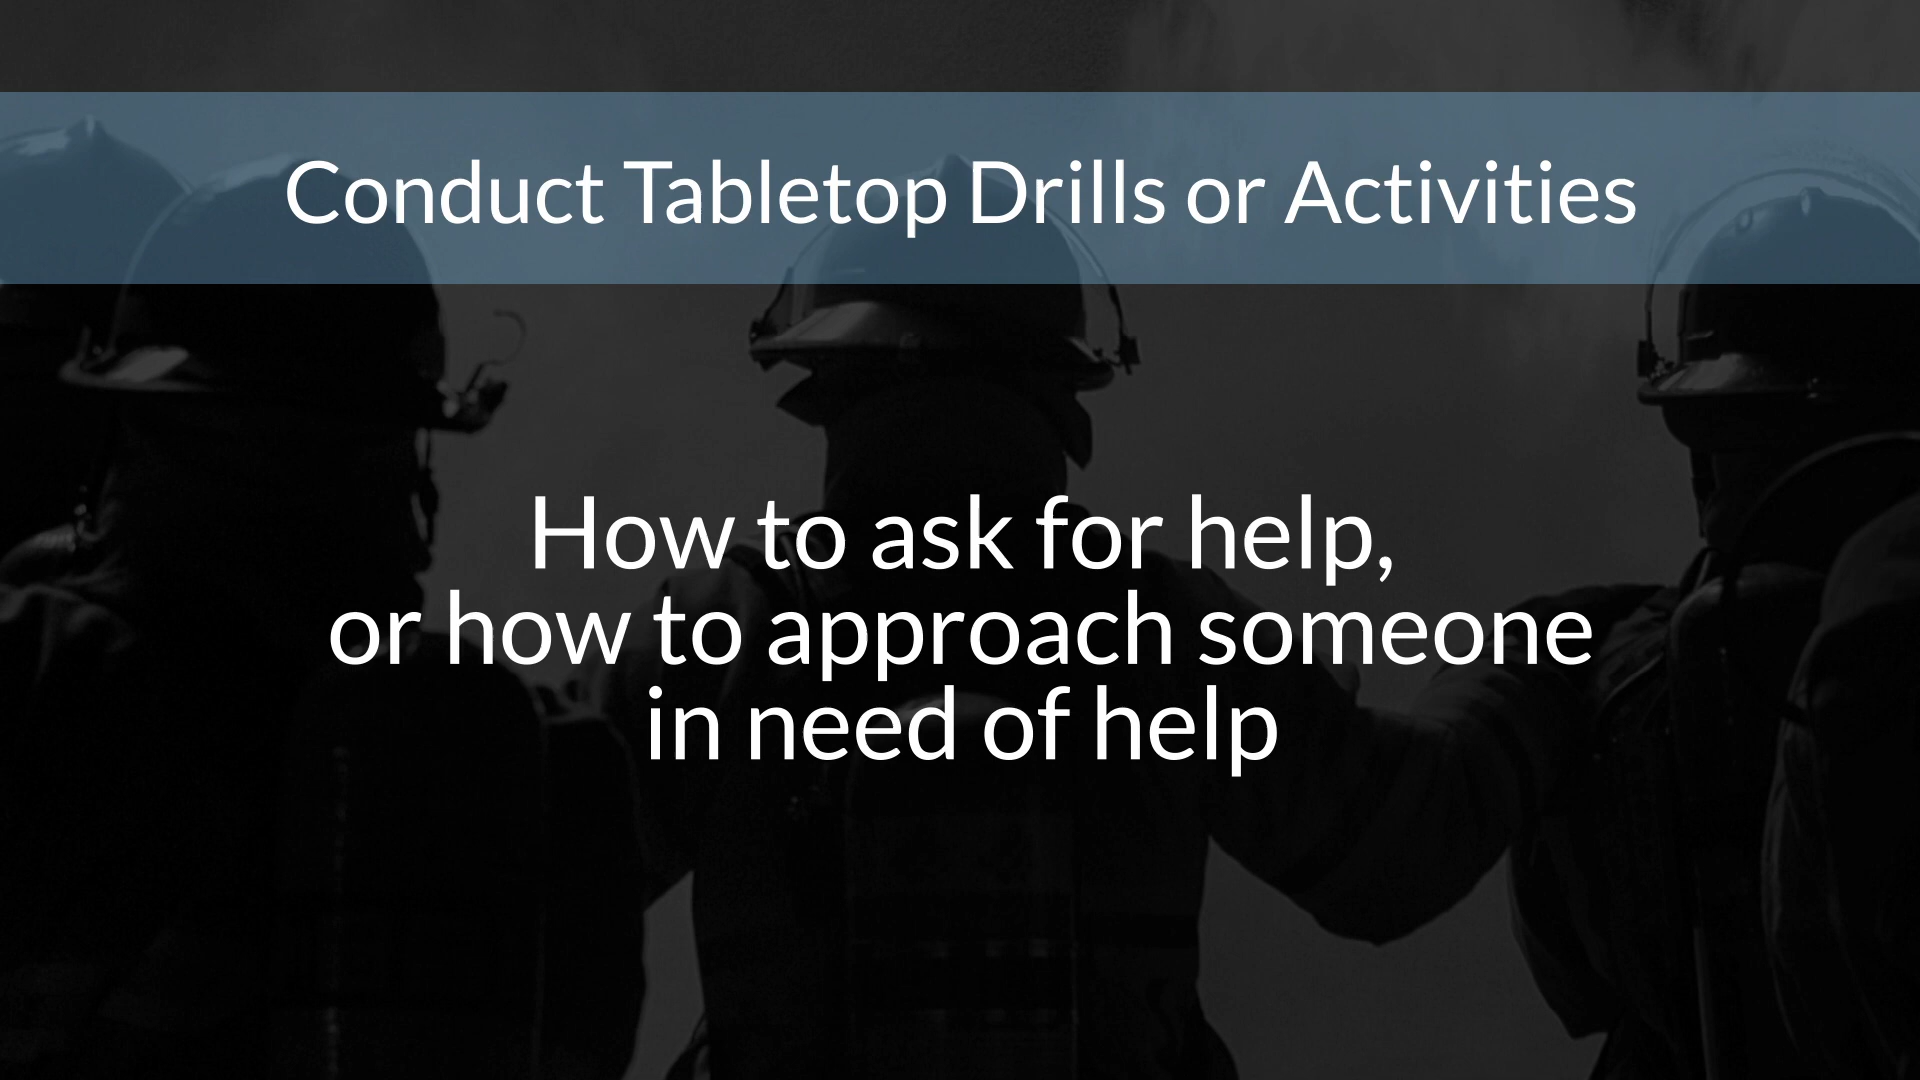 Conduct Tabletop Drills or Activities
How to ask for help,
or how to approach someone
in need of help